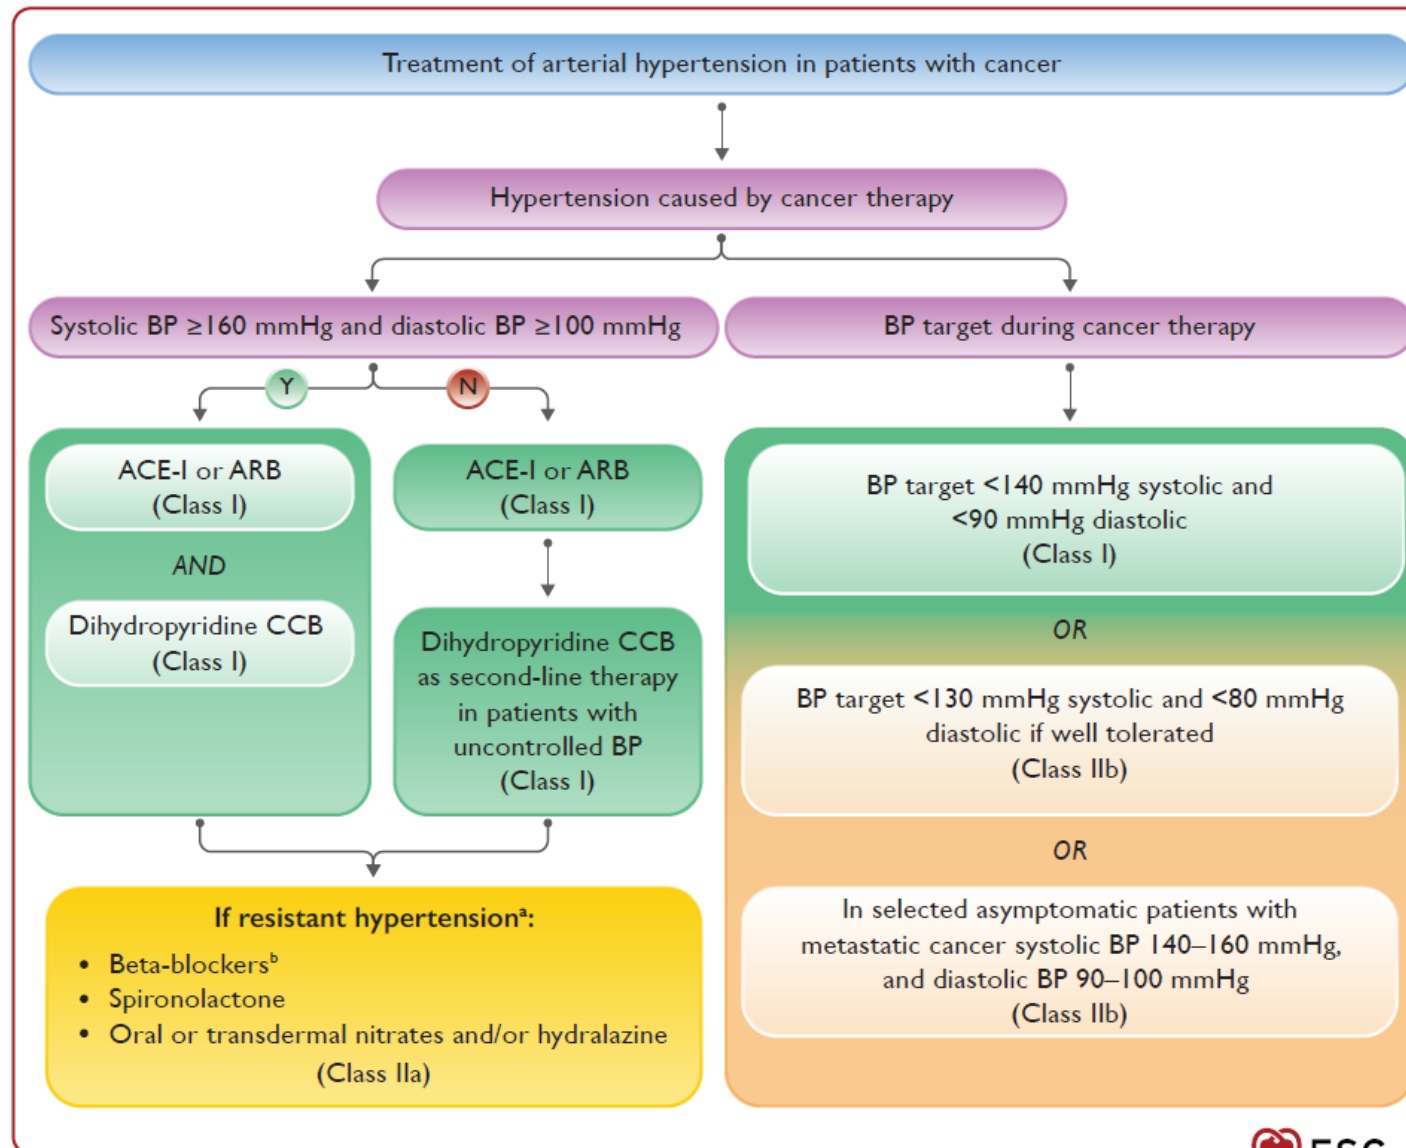 Treatment of arterial hypertension in patients with cancer
Hypertension caused by cancer therapy
Systolic BP ≥160 mmHg and diastolic BP ≥100 mmHg
BP target during cancer therapy
Y
N
ACE-I or ARB
(Class I)
AND
Dihydropyridine CCB
(Class I)
ACE-I or ARB
(Class I)
Dihydropyridine CCB
as second-line therapy
in patients with
uncontrolled BP
(Class I)
If resistant hypertensionᵃ:
• Beta-blockersᵇ
• Spironolactone
• Oral or transdermal nitrates and/or hydralazine
(Class IIa)
BP target <140 mmHg systolic and
<90 mmHg diastolic
(Class I)
OR
BP target <130 mmHg systolic and <80 mmHg
diastolic if well tolerated
(Class IIb)
OR
In selected asymptomatic patients with
metastatic cancer systolic BP 140–160 mmHg,
and diastolic BP 90–100 mmHg
(Class IIb)
ESC